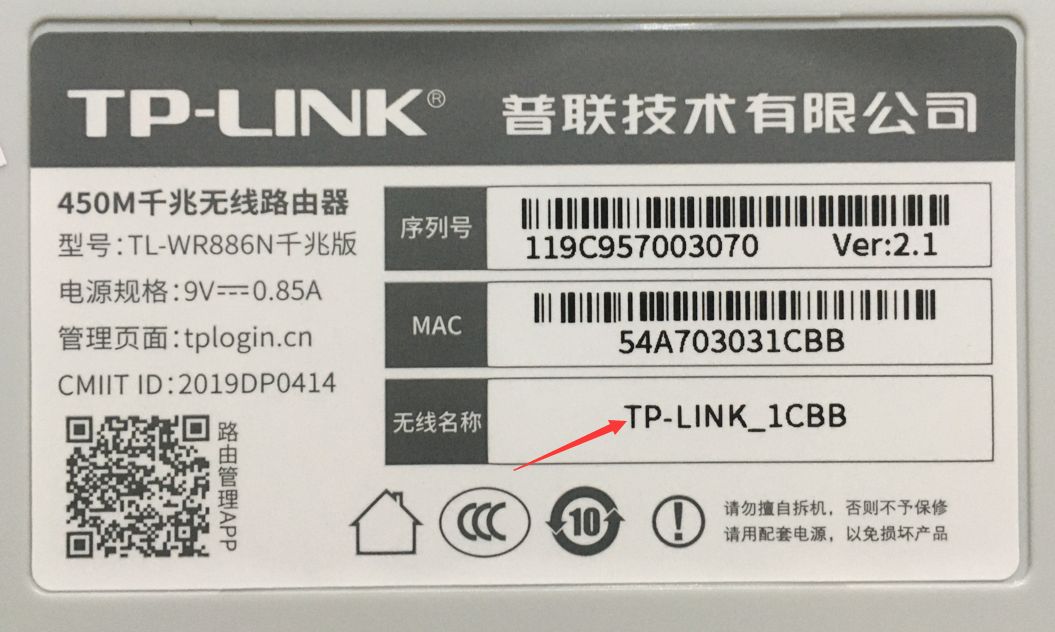 TP-LINK®
普联技术有限公司
450M千兆无线路由器
型号:TL-WR886N千兆版
电源规格:9V⎓0.85A
管理页面:tplogin.cn
CMIIT ID:2019DP0414
路由管理APP
序列号
119C957003070 Ver:2.1
MAC
54A703031CBB
无线名称
TP-LINK_1CBB
CCC
10
!
请勿擅自拆机，否则不予保修
请用配套电源，以免损坏产品